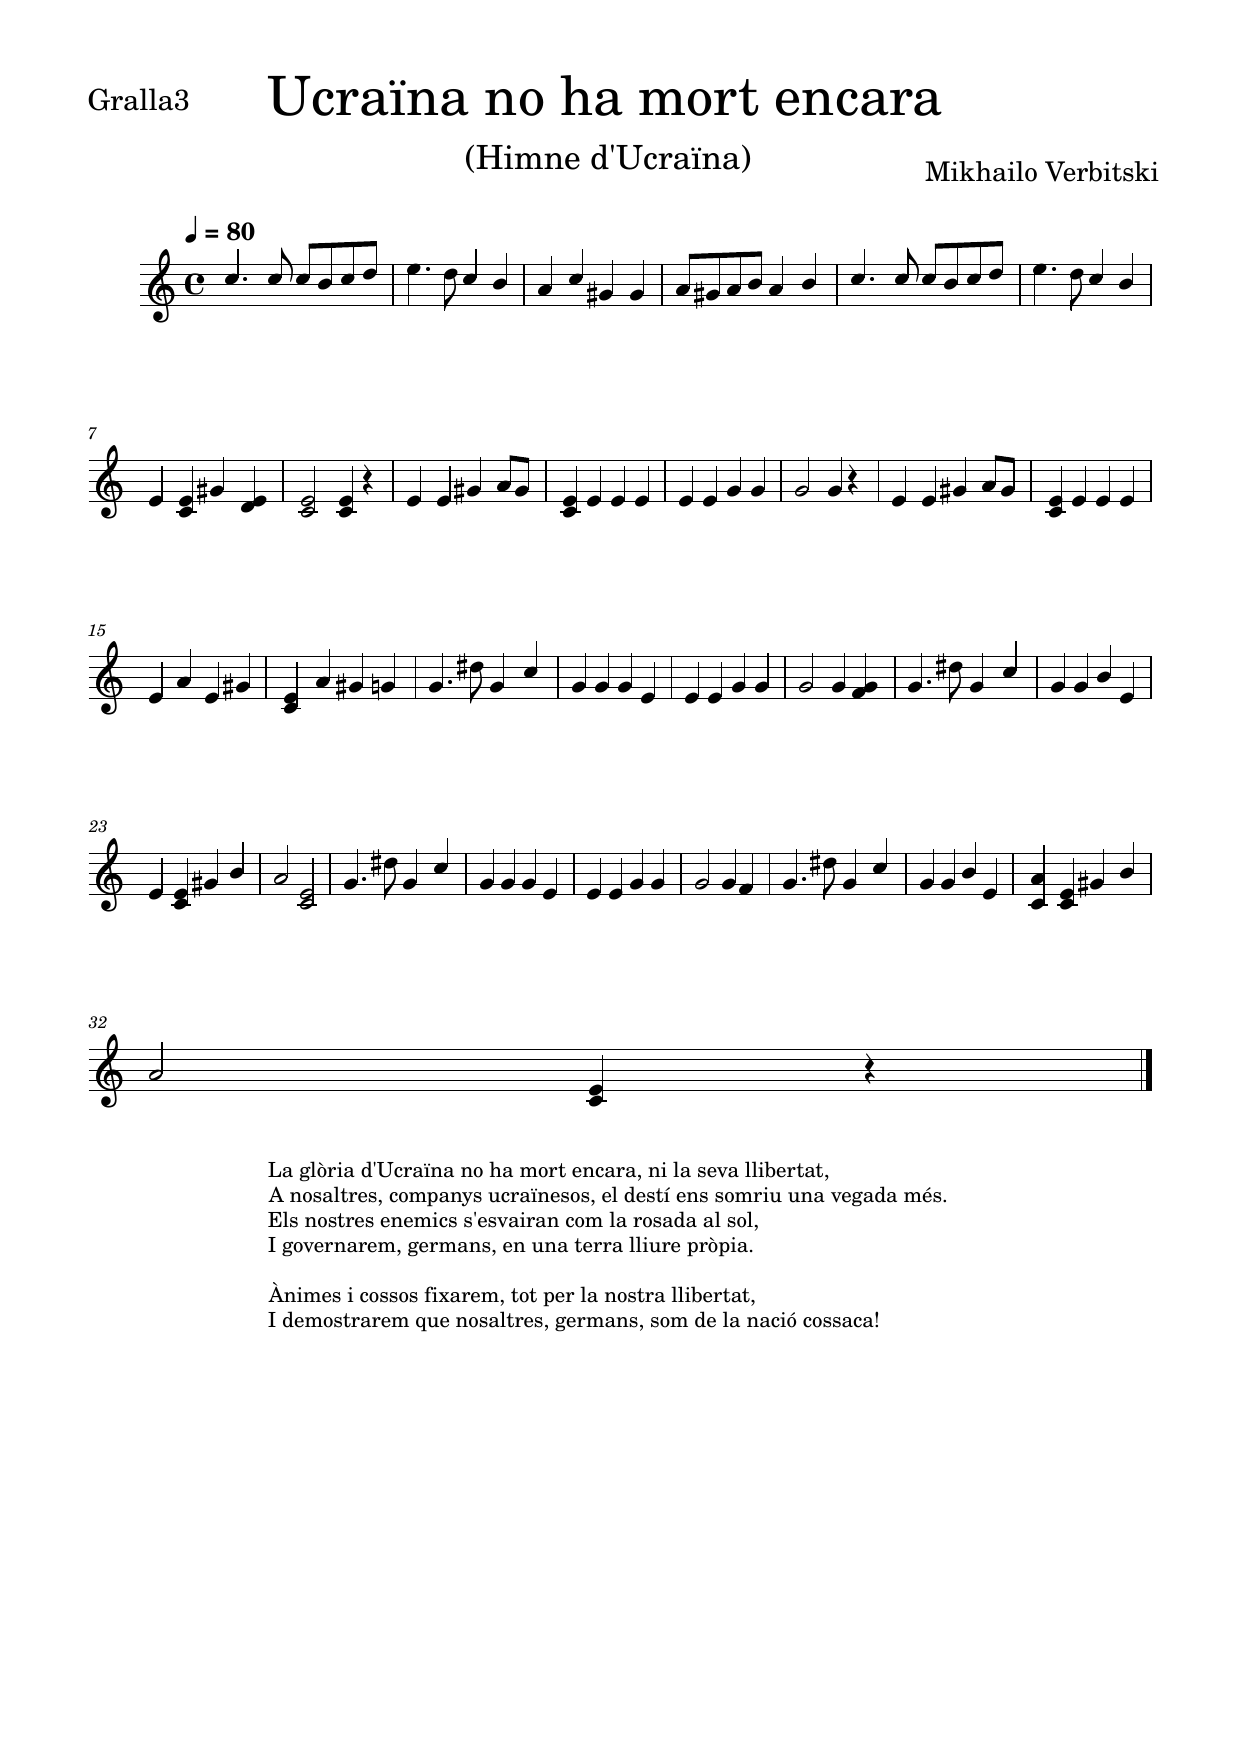 Gralla3
Ucraïna no ha mort encara
(Himne d'Ucraïna)
Mikhailo Verbitski
= 80
7
15
23
32
La glòria d'Ucraïna no ha mort encara, ni la seva llibertat,
A nosaltres, companys ucraïnesos, el destí ens somriu una vegada més.
Els nostres enemics s'esvairan com la rosada al sol,
I governarem, germans, en una terra lliure pròpia.
Ànimes i cossos fixarem, tot per la nostra llibertat,
I demostrarem que nosaltres, germans, som de la nació cossaca!